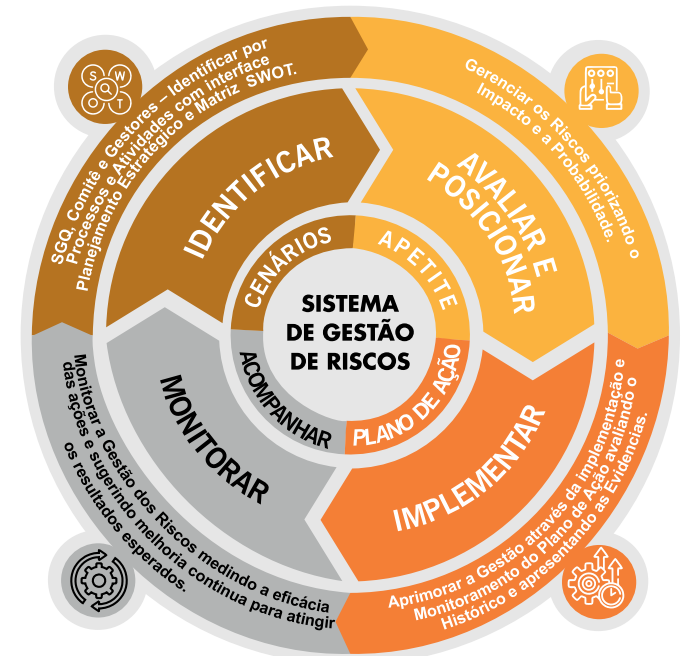 SISTEMA
DE GESTÃO
DE RISCOS
CENÁRIOS
APETITE
PLANO DE AÇÃO
ACOMPANHAR
IDENTIFICAR
AVALIAR E
POSICIONAR
IMPLEMENTAR
MONITORAR
SGQ, Comitê e Gestores – Identificar por
Processos e Atividades com interface
Planejamento Estratégico e Matriz SWOT.
Gerenciar os Riscos priorizando o
Impacto e a Probabilidade.
Aprimorar a Gestão através da implementação e
Monitoramento do Plano de Ação avaliando o
Histórico e apresentando as Evidencias.
Monitorar a Gestão dos Riscos medindo a eficácia
das ações e sugerindo melhoria continua para atingir
os resultados esperados.
S W
O T